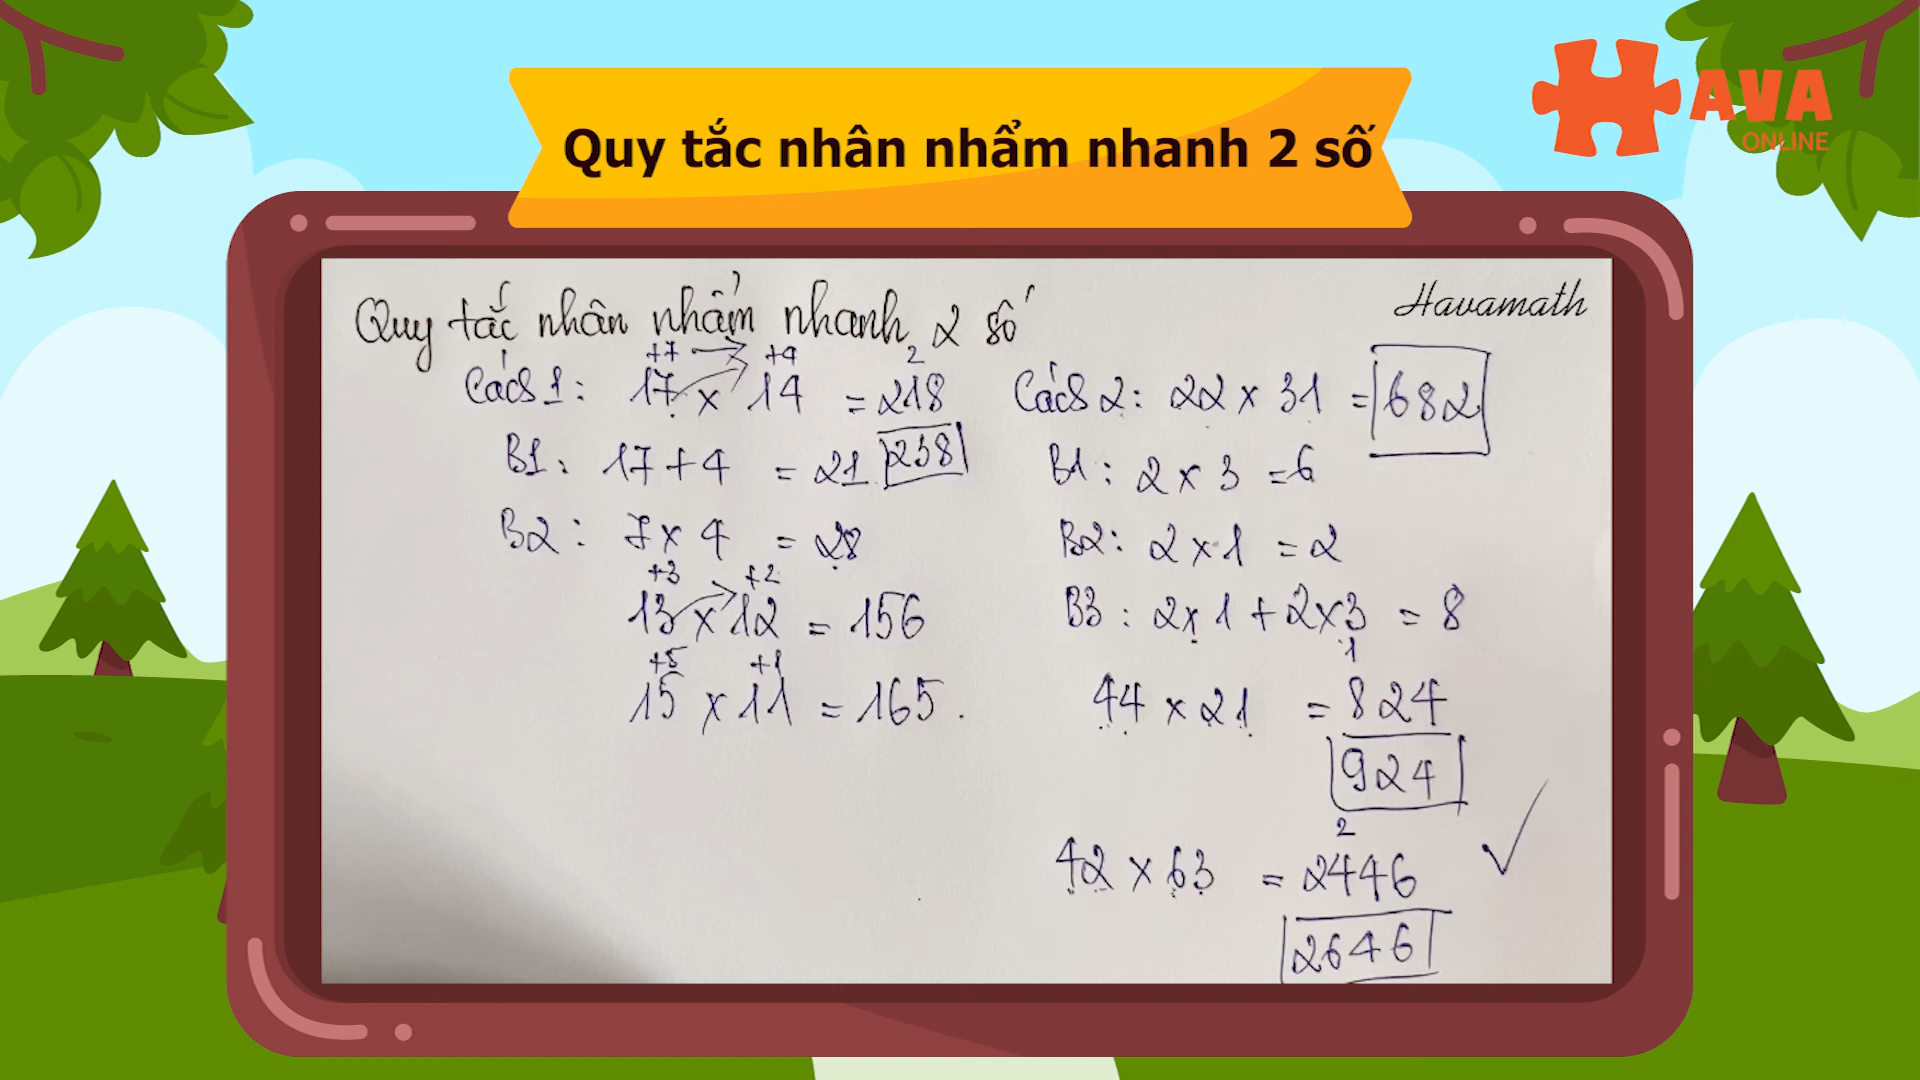 Quy tắc nhân nhẩm nhanh 2 số
HAVA
ONLINE
Quy tắc nhân nhẩm nhanh 2 số
Havamath
+7 +4 2
Cách 1: 17 x 14 = 218
238
B1: 17 + 4 = 21
B2: 7 x 4 = 28
+3 +2
13 x 12 = 156
+5 +1
15 x 11 = 165.
Cách 2: 22 x 31 = 682
B1: 2 x 3 = 6
B2: 2 x 1 = 2
B3: 2 x 1 + 2 x 3 = 8
1
44 x 21 = 824
924
2
42 x 63 = 2446
2646